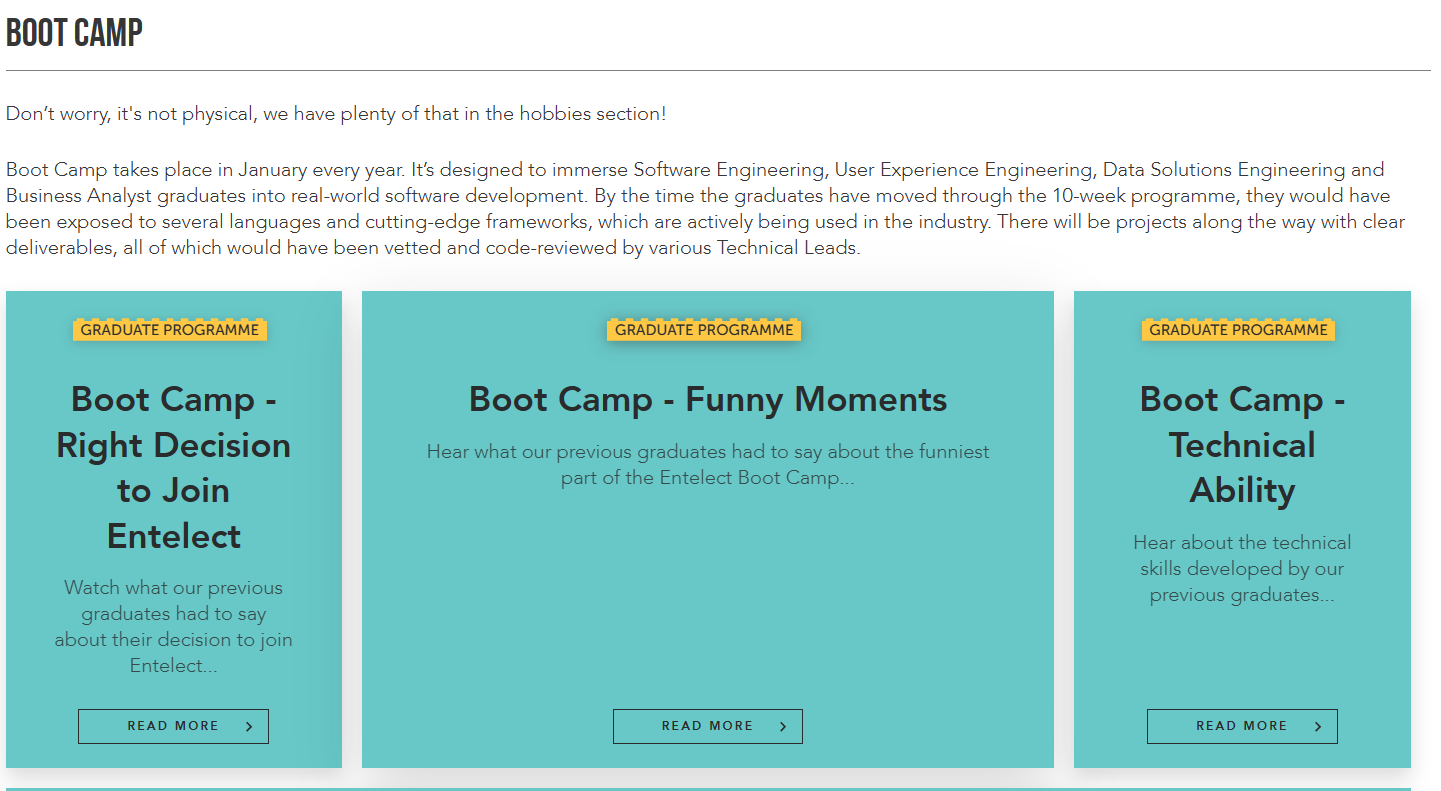 BOOT CAMP
Don’t worry, it's not physical, we have plenty of that in the hobbies section!
Boot Camp takes place in January every year. It’s designed to immerse Software Engineering, User Experience Engineering, Data Solutions Engineering and
Business Analyst graduates into real-world software development. By the time the graduates have moved through the 10-week programme, they would have
been exposed to several languages and cutting-edge frameworks, which are actively being used in the industry. There will be projects along the way with clear
deliverables, all of which would have been vetted and code-reviewed by various Technical Leads.
GRADUATE PROGRAMME
Boot Camp -
Right Decision
to Join
Entelect
Watch what our previous
graduates had to say
about their decision to join
Entelect...
READ MORE
GRADUATE PROGRAMME
Boot Camp - Funny Moments
Hear what our previous graduates had to say about the funniest
part of the Entelect Boot Camp...
READ MORE
GRADUATE PROGRAMME
Boot Camp -
Technical
Ability
Hear about the technical
skills developed by our
previous graduates...
READ MORE